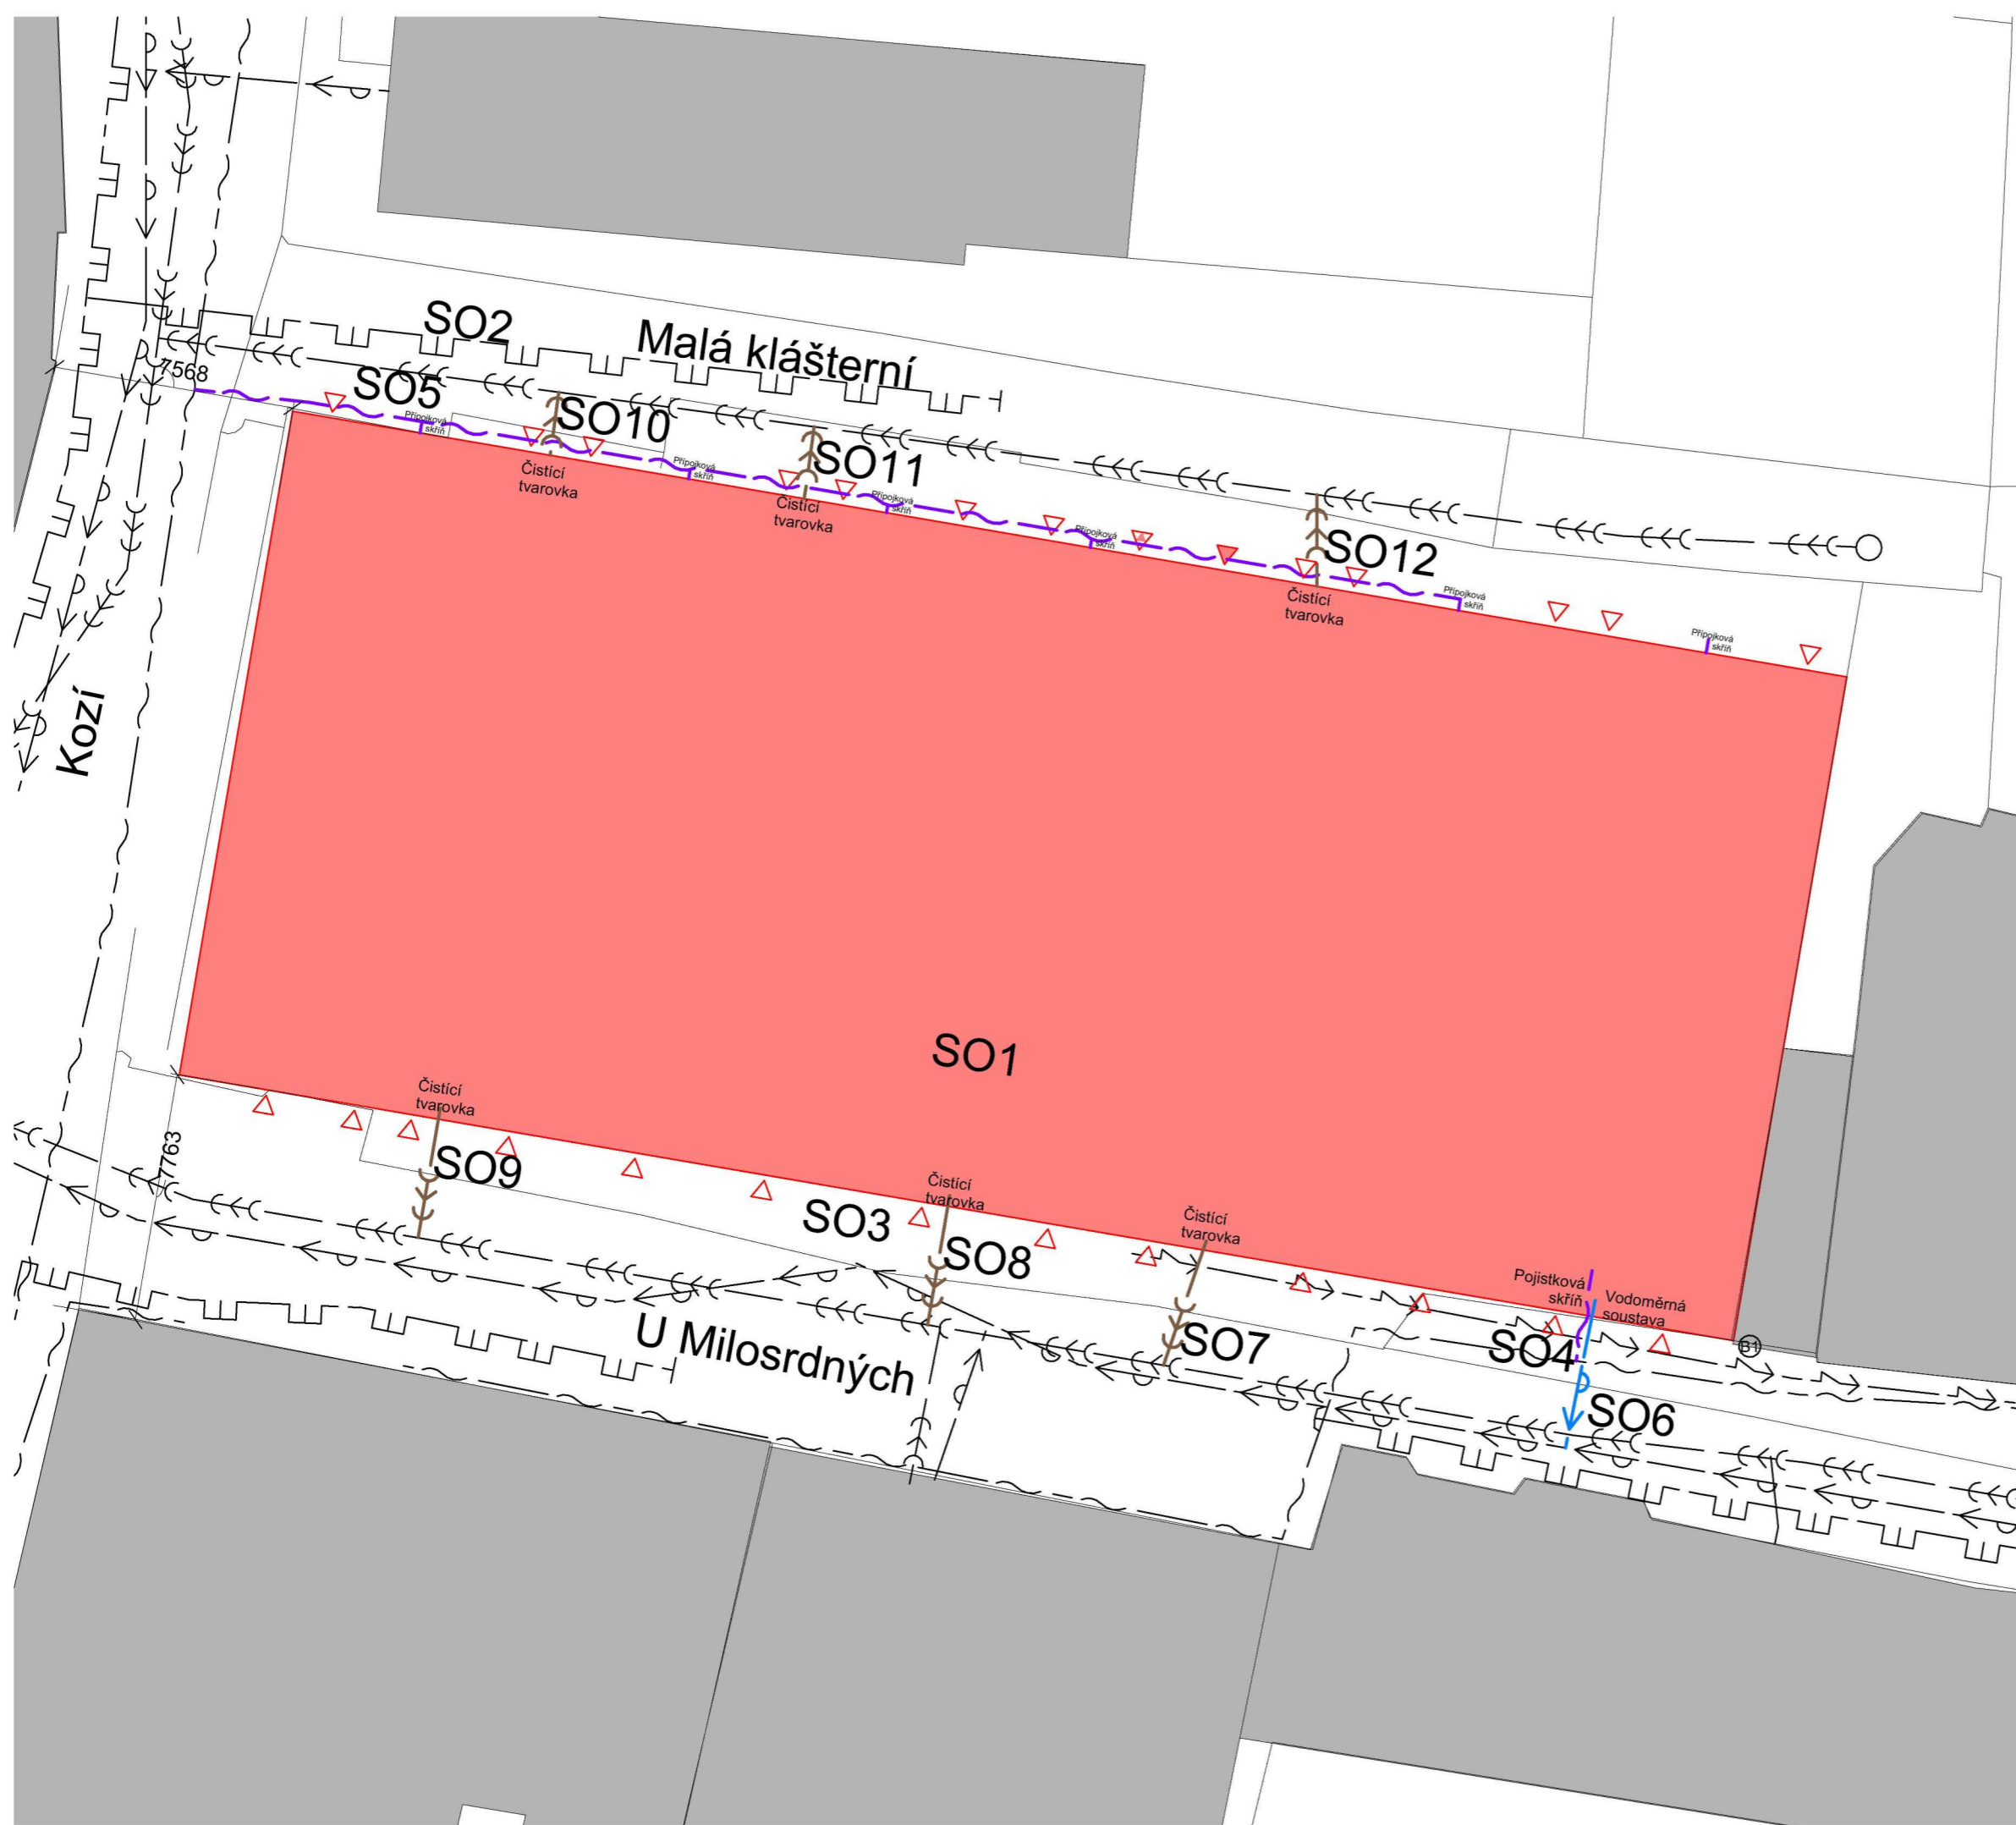 SO2
Malá klášterní
7568
SO5
Přípojková
skříň
SO10
Čistící
tvarovka
Přípojková
skříň
SO11
Čistící
tvarovka
Přípojková
skříň
Přípojková
skříň
SO12
Čistící
tvarovka
Přípojková
skříň
Přípojková
skříň
Kozí
SO1
Čistící
tvarovka
7763
SO9
Čistící
tvarovka
SO3
SO8
Čistící
tvarovka
SO7
U Milosrdných
Pojistková
skříň
Vodoměrná
soustava
SO4
B1
SO6